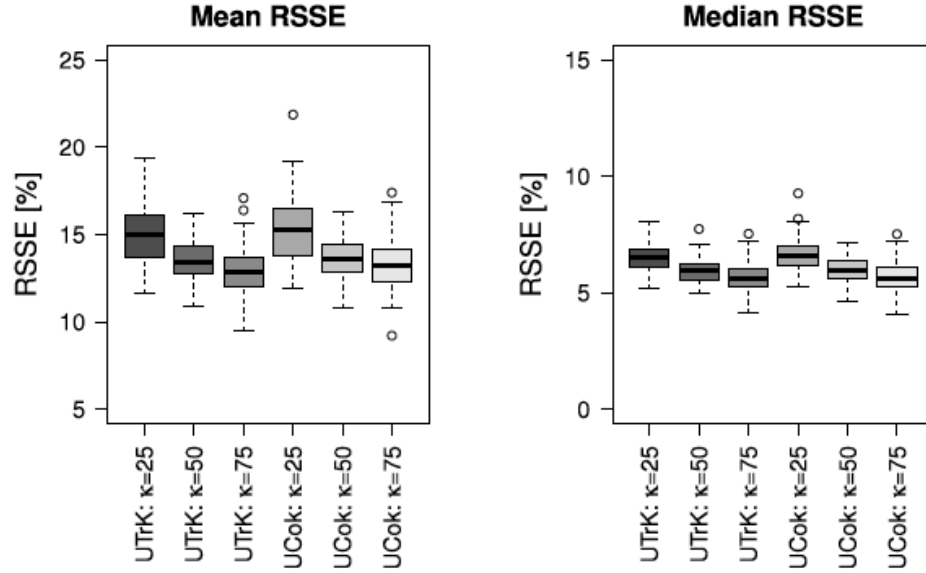 Mean RSSE
RSSE [%]
25
20
15
10
5
UTrK: κ=25
UTrK: κ=50
UTrK: κ=75
UCok: κ=25
UCok: κ=50
UCok: κ=75
Median RSSE
RSSE [%]
15
10
5
0
UTrK: κ=25
UTrK: κ=50
UTrK: κ=75
UCok: κ=25
UCok: κ=50
UCok: κ=75